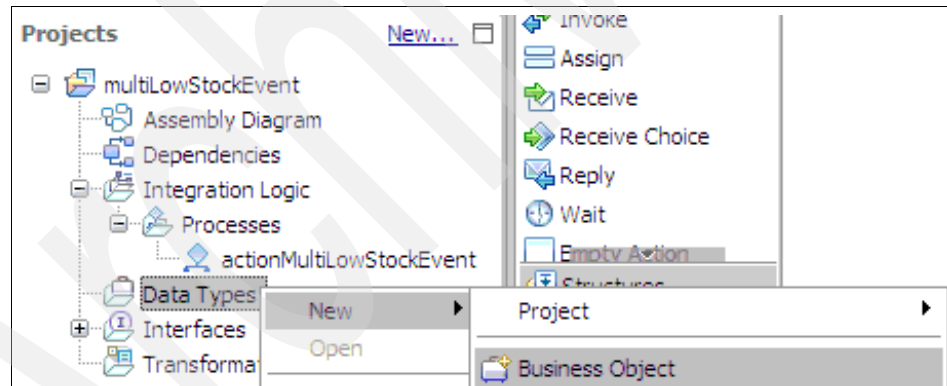 Projects
New...
multiLowStockEvent
Assembly Diagram
Dependencies
Integration Logic
Processes
actionMultiLowStockEvent
Data Types
Interfaces
Invoke
Assign
Receive
Receive Choice
Reply
Wait
Empty Action
Structures
New
Open
Project
Business Object